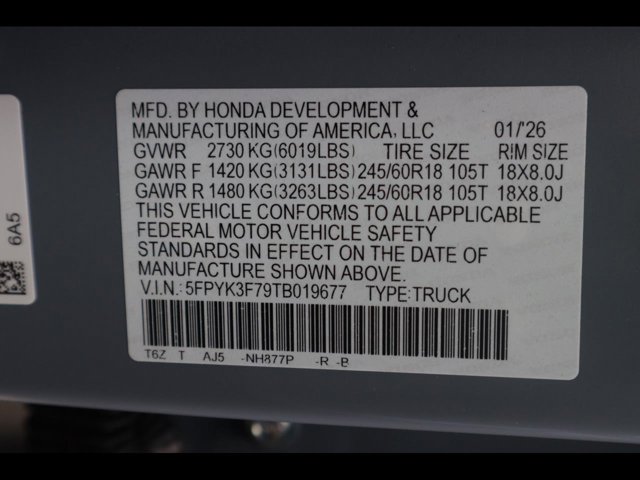 MFD. BY HONDA DEVELOPMENT &
MANUFACTURING OF AMERICA, LLC 01/'26
GVWR 2730 KG(6019LBS) TIRE SIZE RIM SIZE
GAWR F 1420 KG(3131LBS) 245/60R18 105T 18X8.0J
GAWR R 1480 KG(3263LBS) 245/60R18 105T 18X8.0J
THIS VEHICLE CONFORMS TO ALL APPLICABLE
FEDERAL MOTOR VEHICLE SAFETY
STANDARDS IN EFFECT ON THE DATE OF
MANUFACTURE SHOWN ABOVE.
V.I.N.: 5FPYK3F79TB019677 TYPE:TRUCK
T6Z T AJ5 -NH877P -R -B
6A5